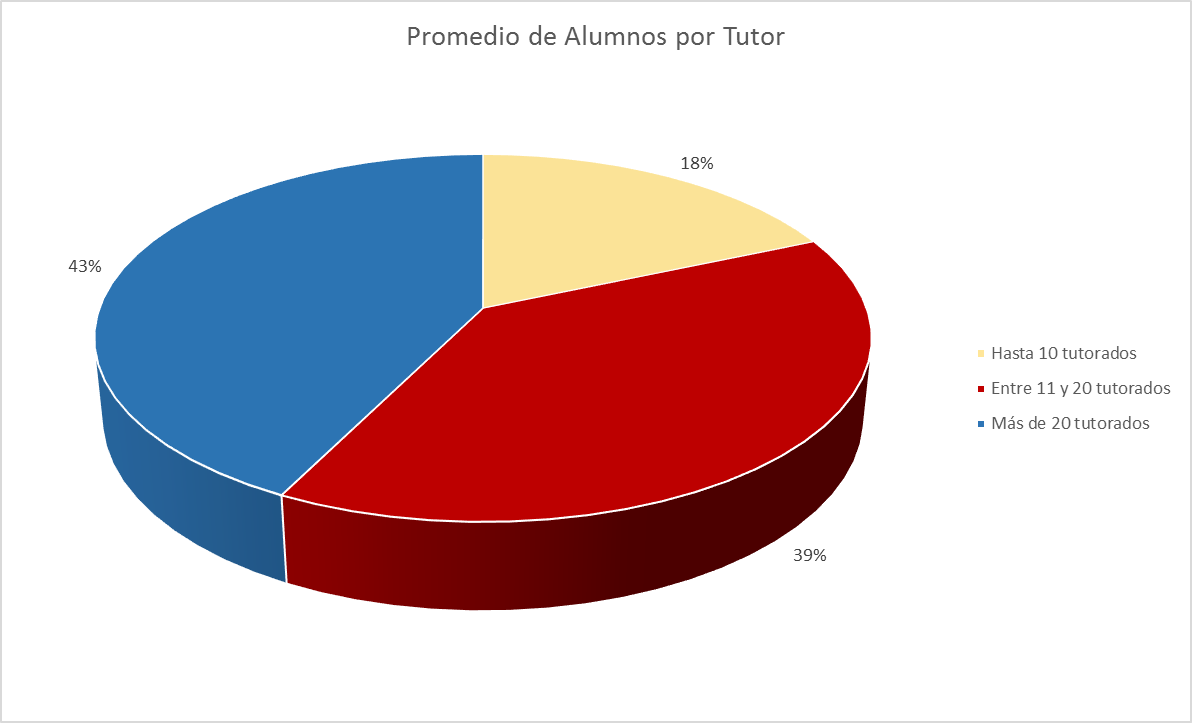 Promedio de Alumnos por Tutor
18%
43%
39%
Hasta 10 tutorados
Entre 11 y 20 tutorados
Más de 20 tutorados